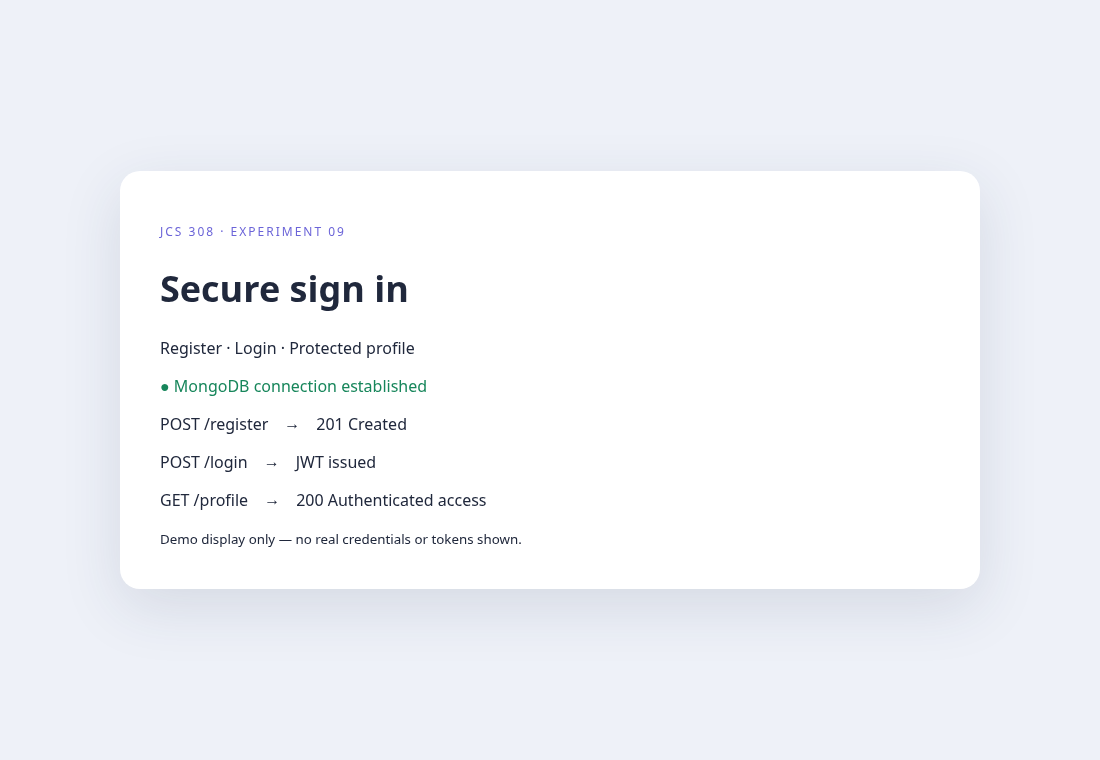 JCS 308 · EXPERIMENT 09
Secure sign in
Register · Login · Protected profile
● MongoDB connection established
POST /register → 201 Created
POST /login → JWT issued
GET /profile → 200 Authenticated access
Demo display only — no real credentials or tokens shown.